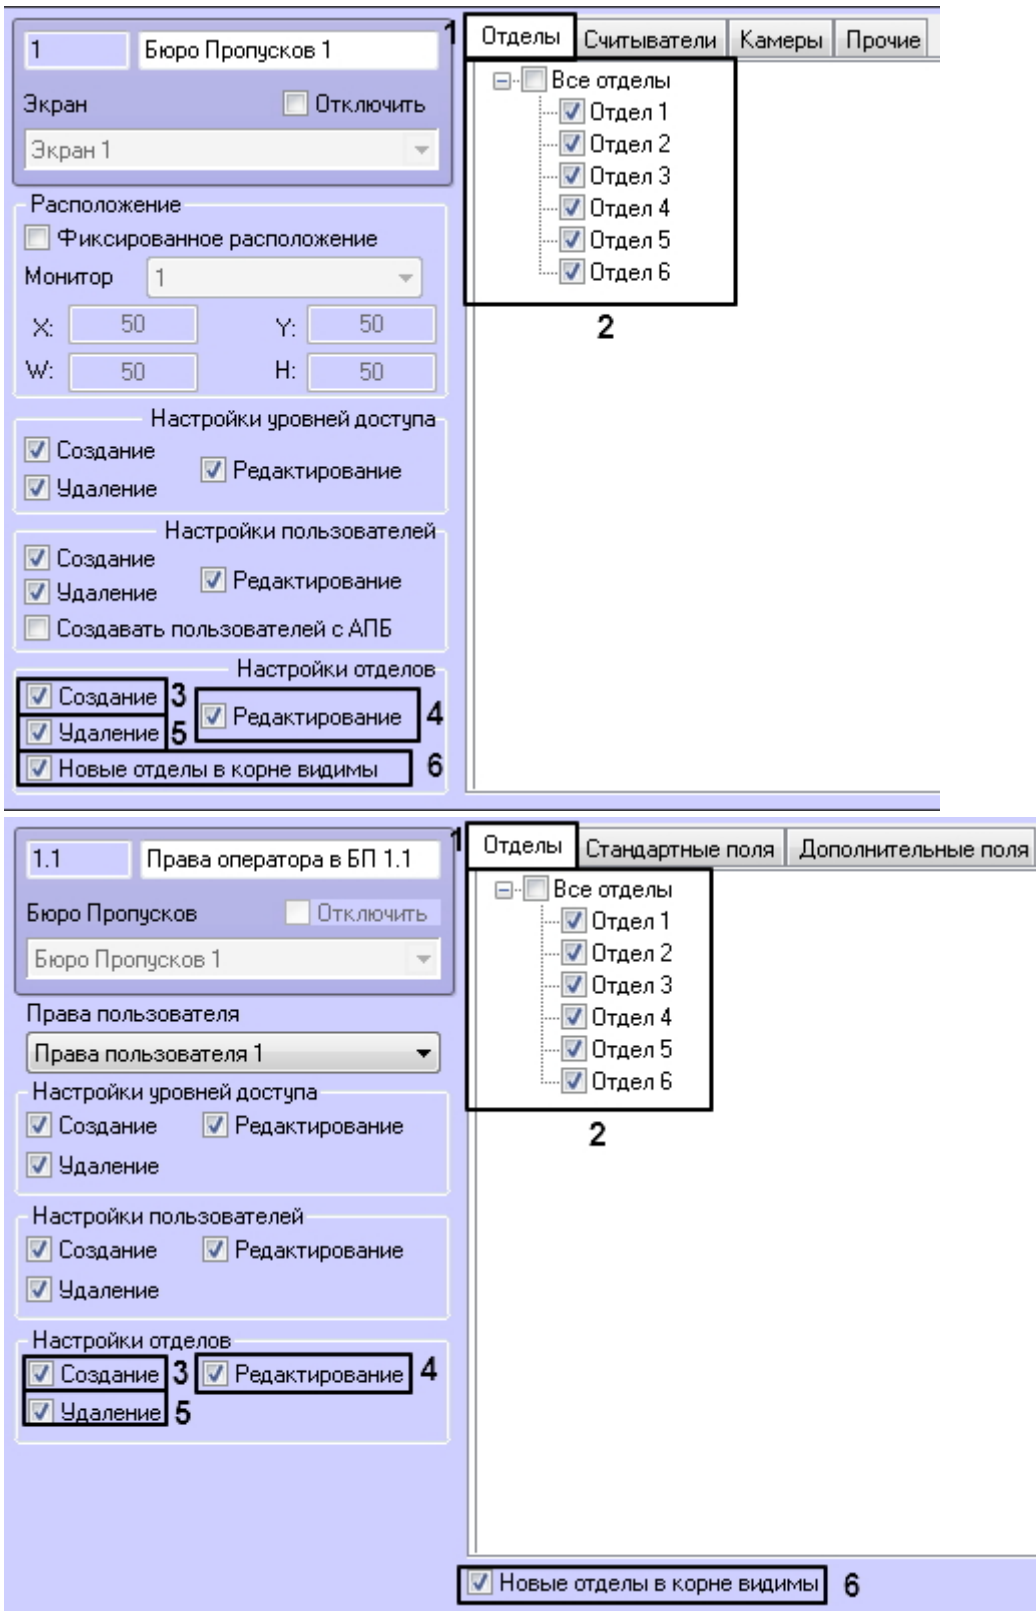 1 Бюро Пропусков 1
Экран Отключить
Экран 1
Расположение
Фиксированное расположение
Монитор 1
X: 50 Y: 50
W: 50 H: 50
Настройки уровней доступа
Создание
Редактирование
Удаление
Настройки пользователей
Создание
Редактирование
Удаление
Создавать пользователей с АПБ
Настройки отделов
Создание 3
Редактирование 4
Удаление 5
Новые отделы в корне видимы 6
1 Отделы Считыватели Камеры Прочие
Все отделы
Отдел 1
Отдел 2
Отдел 3
Отдел 4
Отдел 5
Отдел 6
2
1.1 Права оператора в БП 1.1
Бюро Пропусков Отключить
Бюро Пропусков 1
Права пользователя
Права пользователя 1
Настройки уровней доступа
Создание Редактирование
Удаление
Настройки пользователей
Создание Редактирование
Удаление
Настройки отделов
Создание 3 Редактирование 4
Удаление 5
1 Отделы Стандартные поля Дополнительные поля
Все отделы
Отдел 1
Отдел 2
Отдел 3
Отдел 4
Отдел 5
Отдел 6
2
Новые отделы в корне видимы 6